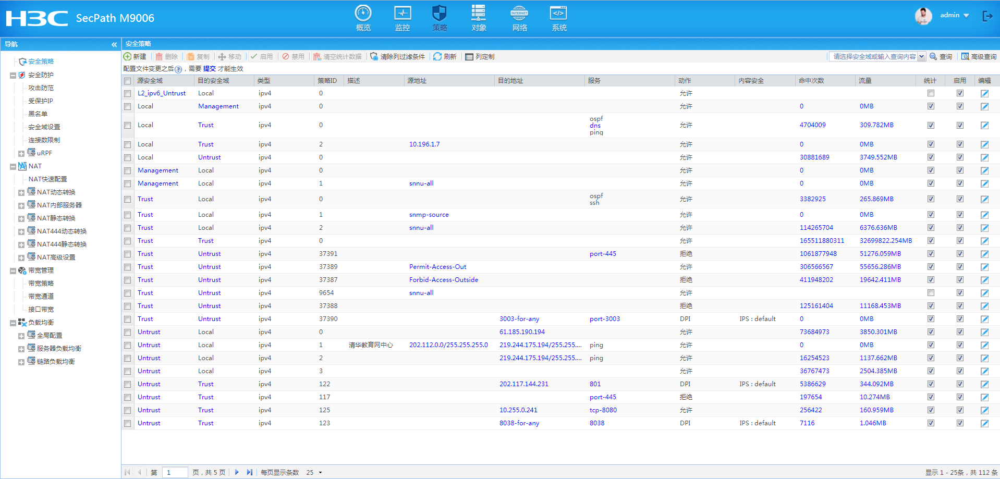 H3C SecPath M9006
概览 监控 策略 对象 网络 系统
INTERNET
admin
导航 «
安全策略
安全防护
攻击防范
受保护IP
黑名单
安全域设置
连接数限制
uRPF
NAT
NAT快速配置
NAT动态转换
NAT内部服务器
NAT静态转换
NAT444动态转换
NAT444静态转换
NAT高级设置
带宽管理
带宽策略
带宽通道
接口带宽
负载均衡
全局配置
服务器负载均衡
链路负载均衡
安全策略
新建 删除 复制 移动 启用 禁用 清空统计数据 清除列过滤条件 刷新 列定制 请选择安全域或输入查询内容 查询 高级查询
配置文件变更之后?，需要 提交 才能生效
源安全域 目的安全域 类型 策略ID 描述 源地址 目的地址 服务 动作 内容安全 命中次数 流量 统计 启用 编辑
L2_ipv6_Untrust Local ipv4 0 允许
Local Management ipv4 0 允许 0 0MB
Local Trust ipv4 0 ospf dns ping 允许 4704009 309.782MB
Local Trust ipv4 2 10.196.1.7 允许 0 0MB
Local Untrust ipv4 0 允许 30881689 3749.552MB
Management Local ipv4 0 允许 0 0MB
Management Local ipv4 1 snnu-all 允许 0 0MB
Trust Local ipv4 0 ospf ssh 允许 3382925 265.869MB
Trust Local ipv4 1 snmp-source 允许 0 0MB
Trust Local ipv4 2 snnu-all 允许 114265704 6376.636MB
Trust Trust ipv4 0 允许 165511880311 32699822.254MB
Trust Untrust ipv4 37391 port-445 拒绝 1061877948 51276.059MB
Trust Untrust ipv4 37389 Permit-Access-Out 允许 306566567 55656.286MB
Trust Untrust ipv4 37387 Forbid-Access-Outside 拒绝 411948202 19642.411MB
Trust Untrust ipv4 9654 snnu-all 允许
Trust Untrust ipv4 37388 拒绝 125161404 11168.453MB
Trust Untrust ipv4 37390 3003-for-any port-3003 DPI IPS : default 0 0MB
Untrust Local ipv4 0 61.185.190.194 允许 73684973 3850.301MB
Untrust Local ipv4 1 清华教育网中心 202.112.0.0/255.255.255.0 219.244.175.194/255.255.... ping 允许 0 0MB
Untrust Local ipv4 2 219.244.175.194/255.255.... ping 允许 16254523 1137.662MB
Untrust Local ipv4 3 允许 36767473 2504.385MB
Untrust Trust ipv4 122 202.117.144.231 801 DPI IPS : default 5386629 344.092MB
Untrust Trust ipv4 117 port-445 拒绝 197654 10.274MB
Untrust Trust ipv4 125 10.255.0.241 tcp-8080 允许 256422 160.959MB
Untrust Trust ipv4 123 8038-for-any 8038 DPI IPS : default 7116 1.046MB
第 1 页，共 5 页 每页显示条数 25 显示 1 - 25条，共 112 条